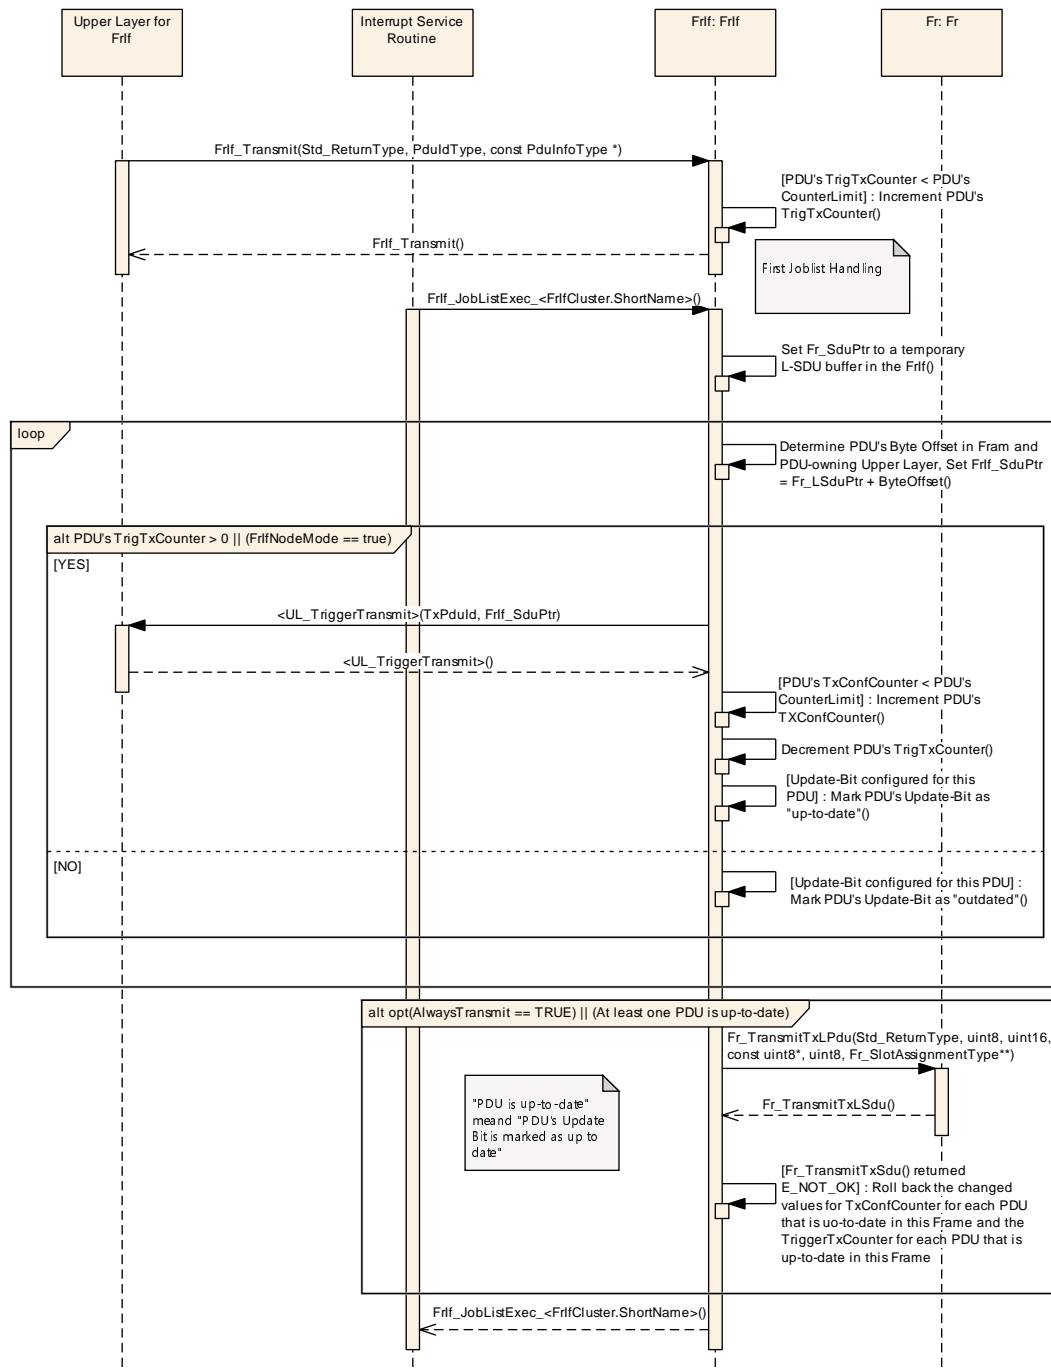 Upper Layer for
FrIf
Interrupt Service
Routine
FrIf: FrIf
Fr: Fr
FrIf_Transmit(Std_ReturnType, PduIdType, const PduInfoType *)
[PDU's TrigTxCounter < PDU's
CounterLimit] : Increment PDU's
TrigTxCounter()
FrIf_Transmit()
First Joblist Handling
FrIf_JobListExec_<FrIfCluster.ShortName>()
Set Fr_SduPtr to a temporary
L-SDU buffer in the FrIf()
loop
Determine PDU's Byte Offset in Fram and
PDU-owning Upper Layer, Set FrIf_SduPtr
= Fr_LSduPtr + ByteOffset()
alt PDU's TrigTxCounter > 0 || (FrIfNodeMode == true)
[YES]
<UL_TriggerTransmit>(TxPduId, FrIf_SduPtr)
<UL_TriggerTransmit>()
[PDU's TxConfCounter < PDU's
CounterLimit] : Increment PDU's
TXConfCounter()
Decrement PDU's TrigTxCounter()
[Update-Bit configured for this
PDU] : Mark PDU's Update-Bit as
"up-to-date"()
[NO]
[Update-Bit configured for this PDU] :
Mark PDU's Update-Bit as "outdated"()
alt opt(AlwaysTransmit == TRUE) || (At least one PDU is up-to-date)
Fr_TransmitTxLPdu(Std_ReturnType, uint8, uint16,
const uint8*, uint8, Fr_SlotAssignmentType**)
"PDU is up-to-date"
meand "PDU's Update
Bit is marked as up to
date"
Fr_TransmitTxLSdu()
[Fr_TransmitTxSdu() returned
E_NOT_OK] : Roll back the changed
values for TxConfCounter for each PDU
that is uo-to-date in this Frame and the
TriggerTxCounter for each PDU that is
up-to-date in this Frame
FrIf_JobListExec_<FrIfCluster.ShortName>()